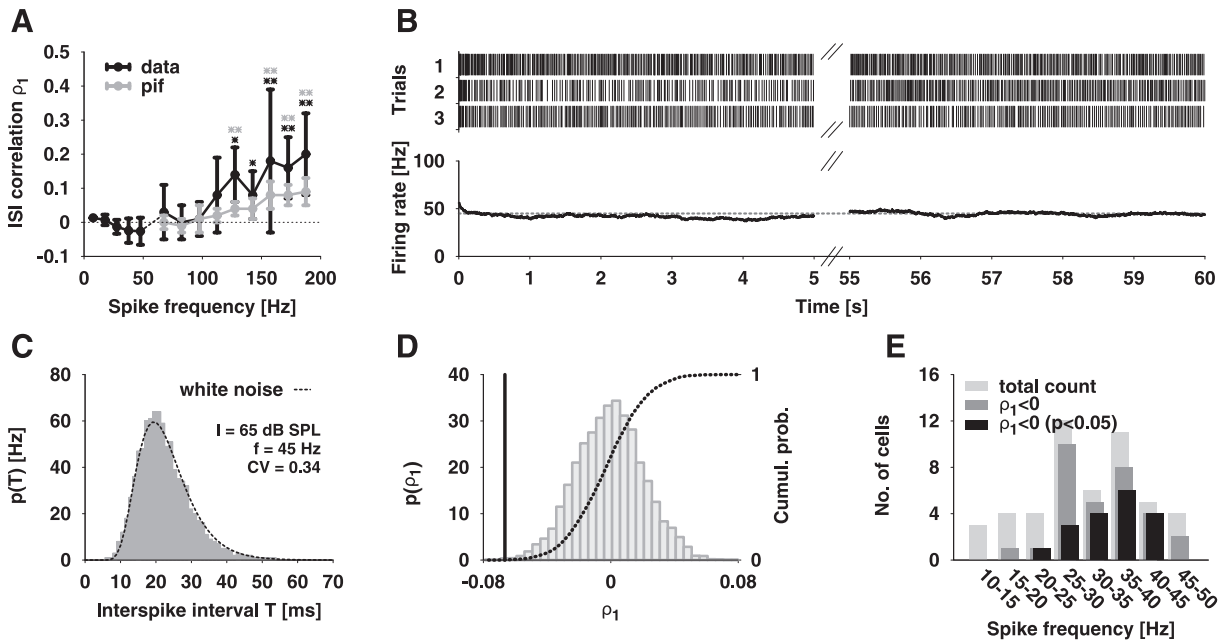 A
0.5
0.4
0.3
0.2
0.1
0
-0.1
ISI correlation ρ1
data
pif
** ** ** **
* * ** ** **
0 50 100 150 200
Spike frequency [Hz]
B
Trials
1
2
3
Firing rate [Hz]
100
50
0
0 1 2 3 4 5 55 56 57 58 59 60
Time [s]
C
80
60
40
20
0
p(T) [Hz]
white noise
I = 65 dB SPL
f = 45 Hz
CV = 0.34
0 10 20 30 40 50 60 70
Interspike interval T [ms]
D
40
30
20
10
0
p(ρ1)
1
0
Cumul. prob.
-0.08 0 0.08
ρ1
E
16
12
8
4
0
No. of cells
total count
ρ1<0
ρ1<0 (p<0.05)
10-15 15-20 20-25 25-30 30-35 35-40 40-45 45-50
Spike frequency [Hz]